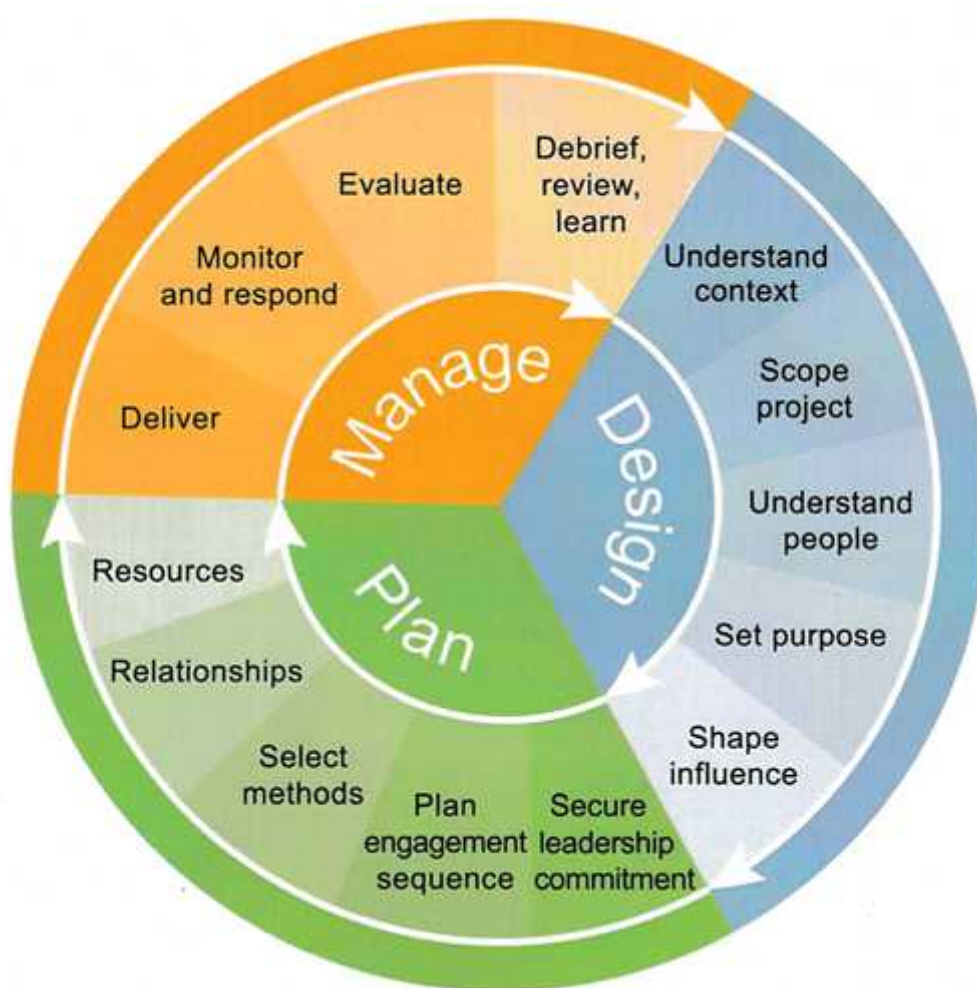 Manage
Design
Plan
Understand
context
Scope
project
Understand
people
Set purpose
Shape
influence
Secure
leadership
commitment
Plan
engagement
sequence
Select
methods
Relationships
Resources
Deliver
Monitor
and respond
Evaluate
Debrief,
review,
learn